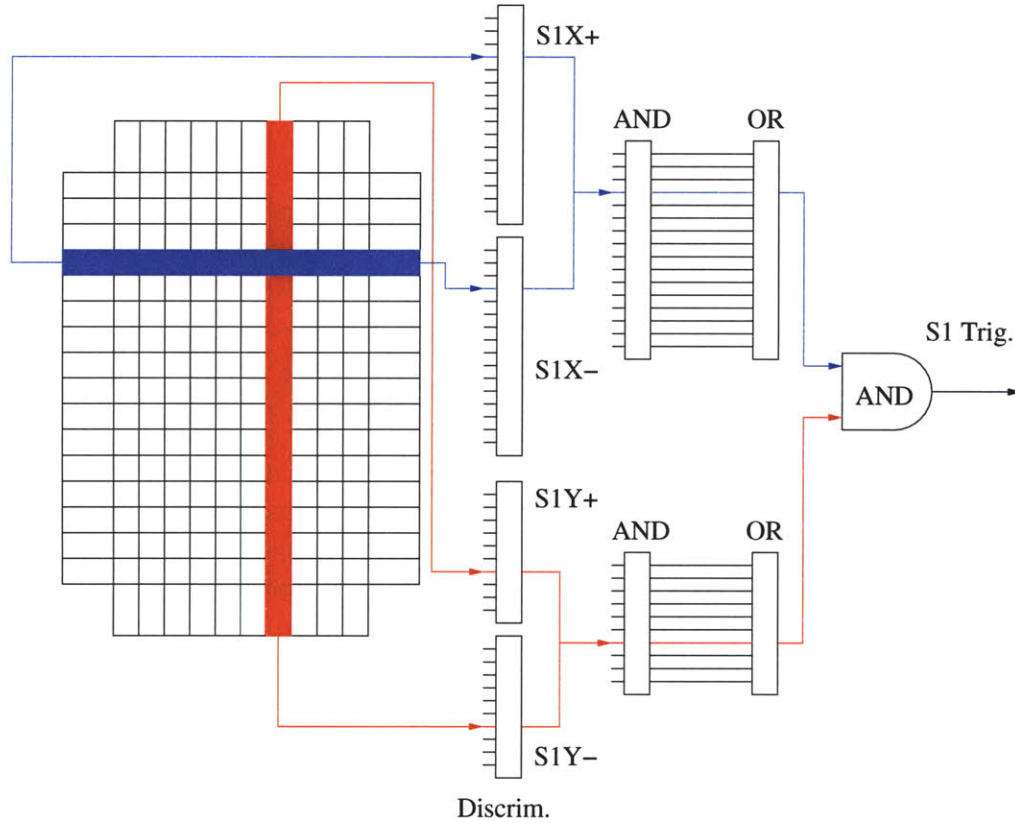 S1X+
AND
OR
S1X−
S1 Trig.
AND
S1Y+
AND
OR
S1Y−
Discrim.